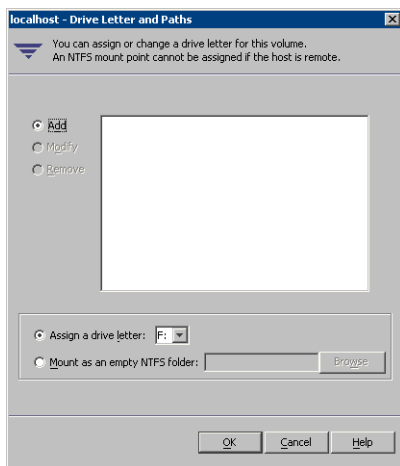 localhost - Drive Letter and Paths
You can assign or change a drive letter for this volume.
An NTFS mount point cannot be assigned if the host is remote.
Add
Modify
Remove
Assign a drive letter: F:
Mount as an empty NTFS folder: Browse
OK Cancel Help